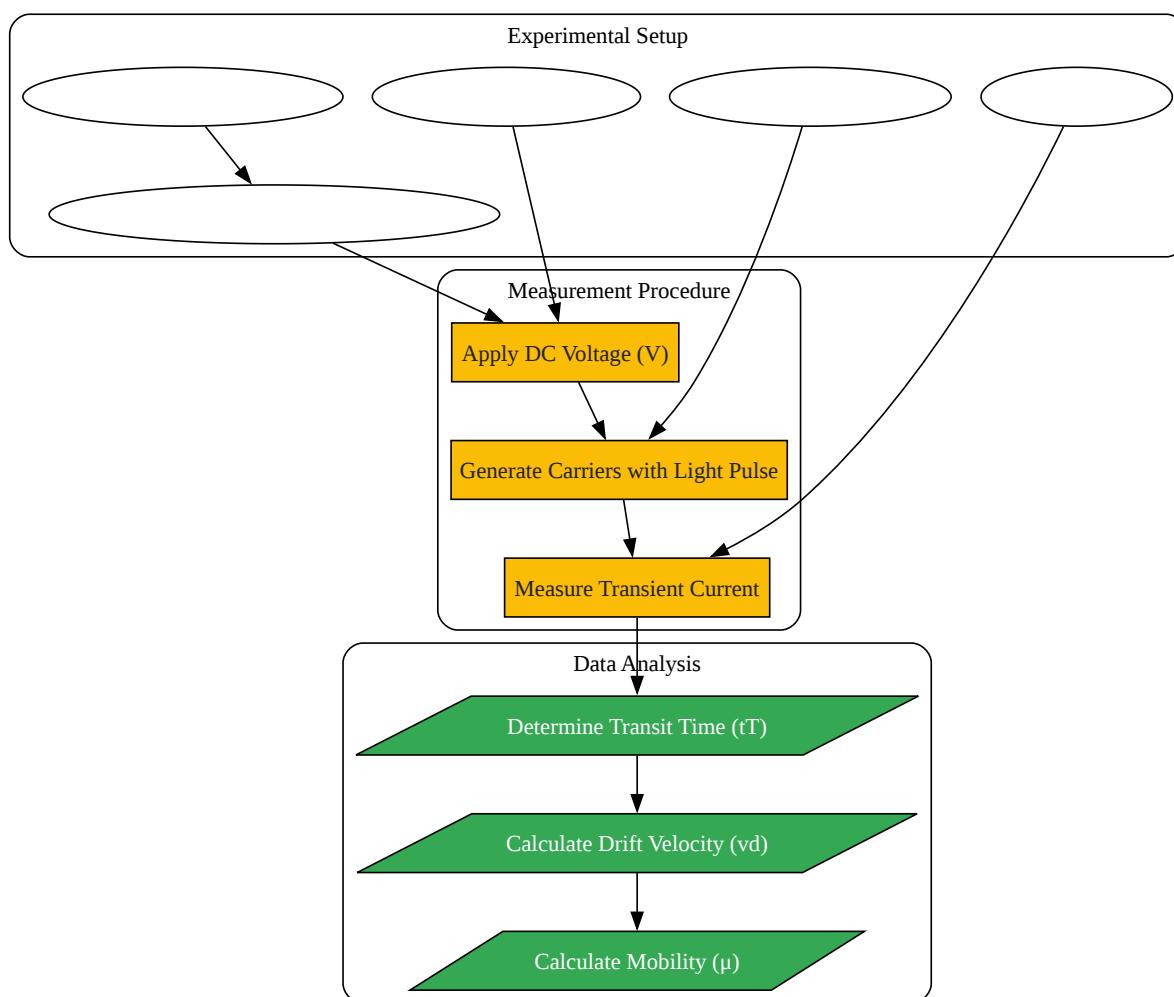 Experimental Setup
Measurement Procedure
Apply DC Voltage (V)
Generate Carriers with Light Pulse
Measure Transient Current
Data Analysis
Determine Transit Time (tT)
Calculate Drift Velocity (vd)
Calculate Mobility (μ)